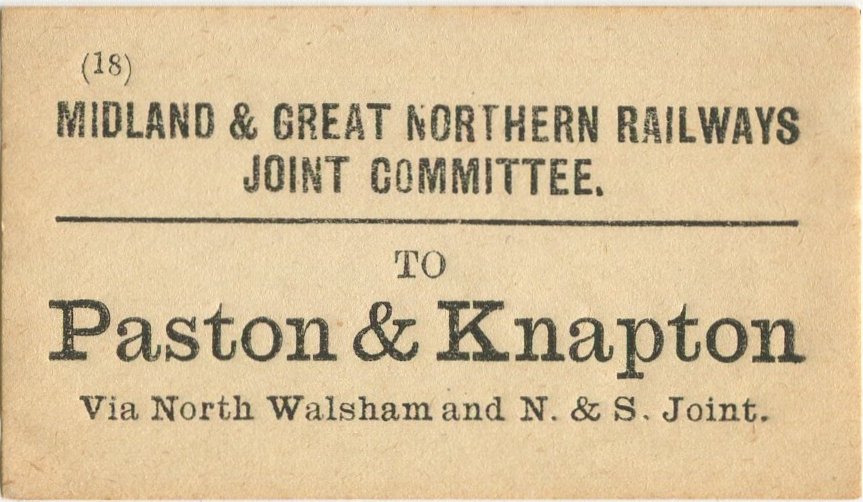 (18)
MIDLAND & GREAT NORTHERN RAILWAYS
JOINT COMMITTEE.
TO
Paston & Knapton
Via North Walsham and N. & S. Joint.